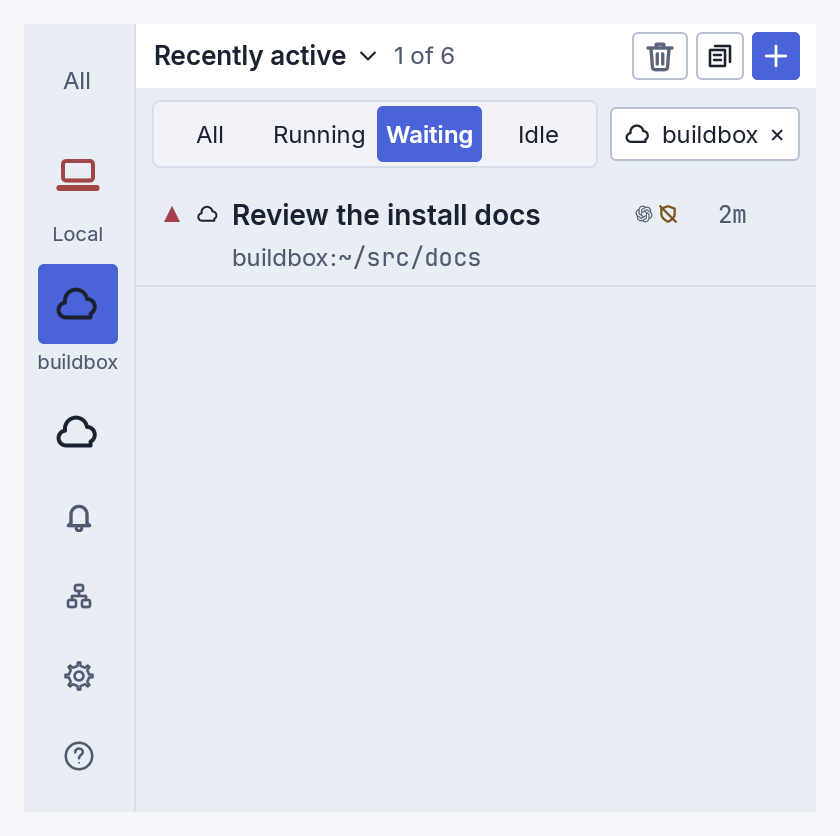 All
Local
buildbox
Recently active 1 of 6
All Running Waiting Idle buildbox ×
Review the install docs 2m
buildbox:~/src/docs